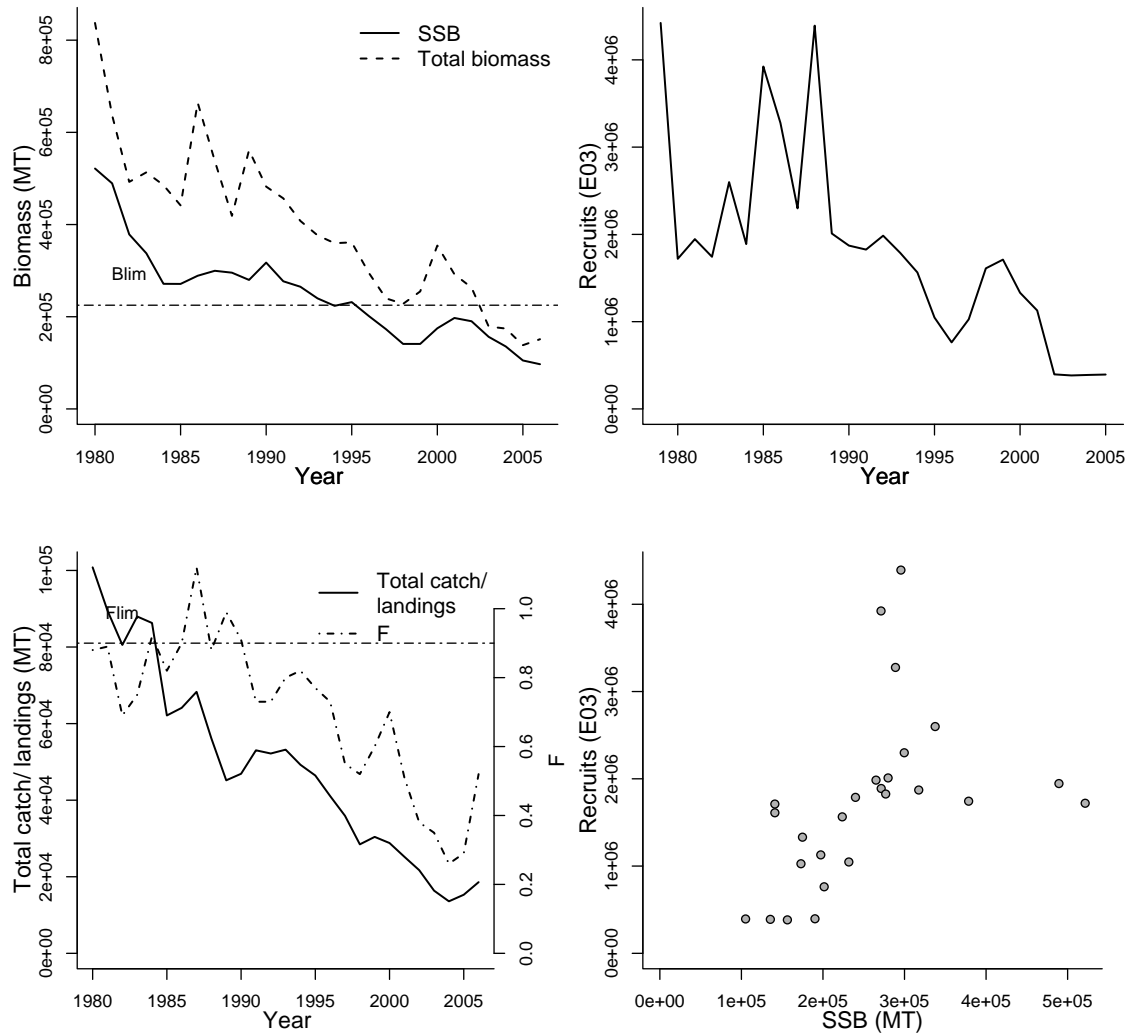 SSB
Total biomass
Blim
Biomass (MT)
0e+00
2e+05
4e+05
6e+05
8e+05
1980
1985
1990
1995
2000
2005
Year
Recruits (E03)
0e+00
1e+06
2e+06
3e+06
4e+06
1980
1985
1990
1995
2000
2005
Year
Total catch/
landings
F
Flim
Total catch/ landings (MT)
0e+00
2e+04
4e+04
6e+04
8e+04
1e+05
F
0.0
0.2
0.4
0.6
0.8
1.0
1980
1985
1990
1995
2000
2005
Year
Recruits (E03)
0e+00
1e+06
2e+06
3e+06
4e+06
0e+00
1e+05
2e+05
3e+05
4e+05
5e+05
SSB (MT)